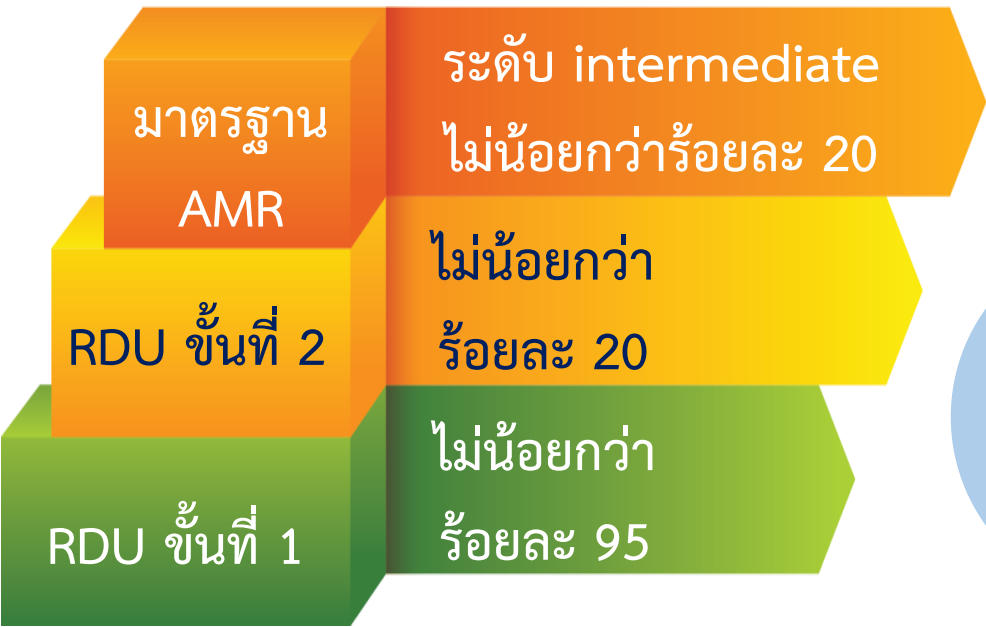 มาตรฐาน
AMR
ระดับ intermediate
ไม่น้อยกว่าร้อยละ 20
RDU ขั้นที่ 2
ไม่น้อยกว่า
ร้อยละ 20
RDU ขั้นที่ 1
ไม่น้อยกว่า
ร้อยละ 95